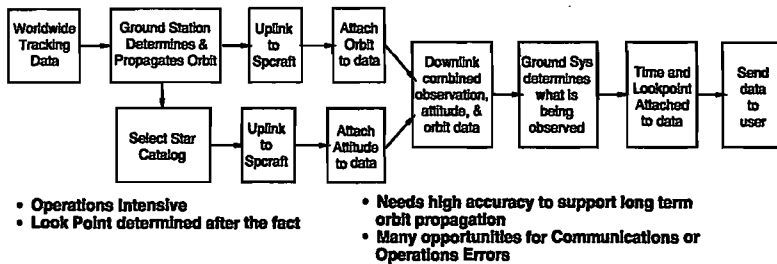 Worldwide
Tracking
Data
Ground Station
Determines &
Propagates Orbit
Uplink
to
Spcraft
Attach
Orbit
to data
Select Star
Catalog
Uplink
to
Spcraft
Attach
Attitude
to data
Downlink
combined
observation,
attitude, &
orbit data
Ground Sys
determines
what is
being
observed
Time and
Lookpoint
Attached
to data
Send
data
to
user
• Operations Intensive
• Look Point determined after the fact
• Needs high accuracy to support long term
orbit propagation
• Many opportunities for Communications or
Operations Errors